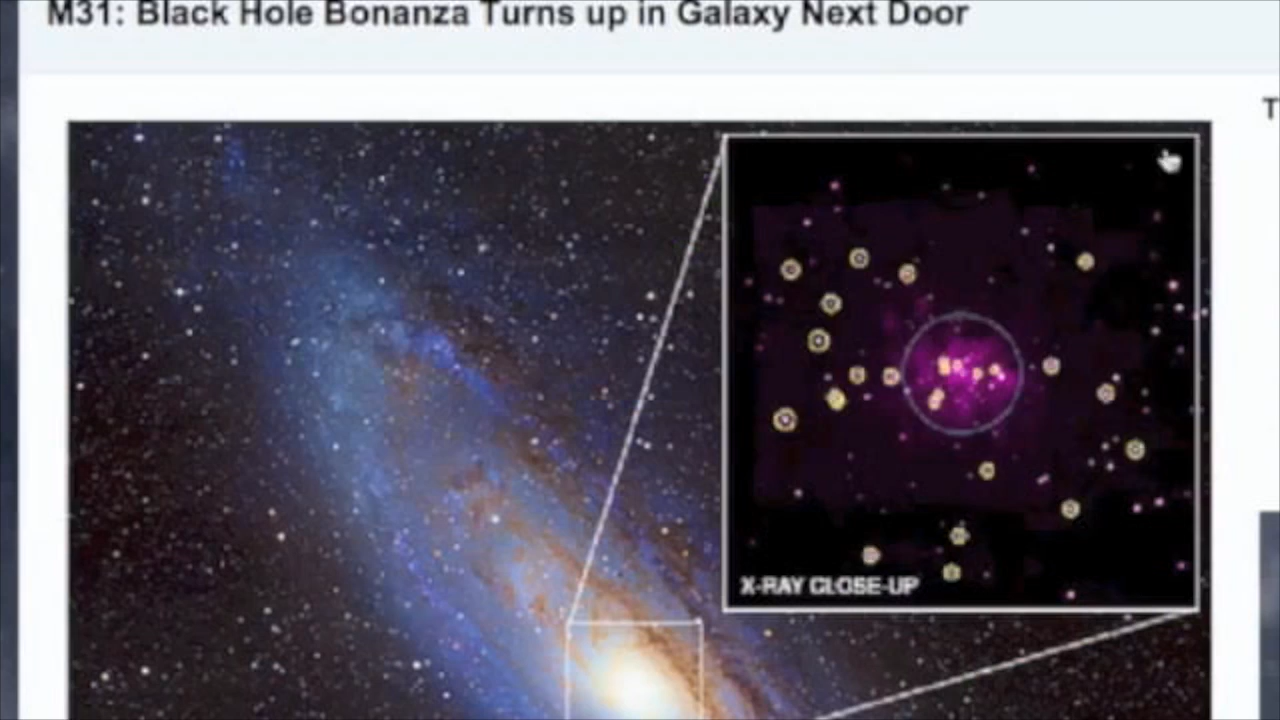 M31: Black Hole Bonanza Turns up in Galaxy Next Door
T
X-RAY CLOSE-UP